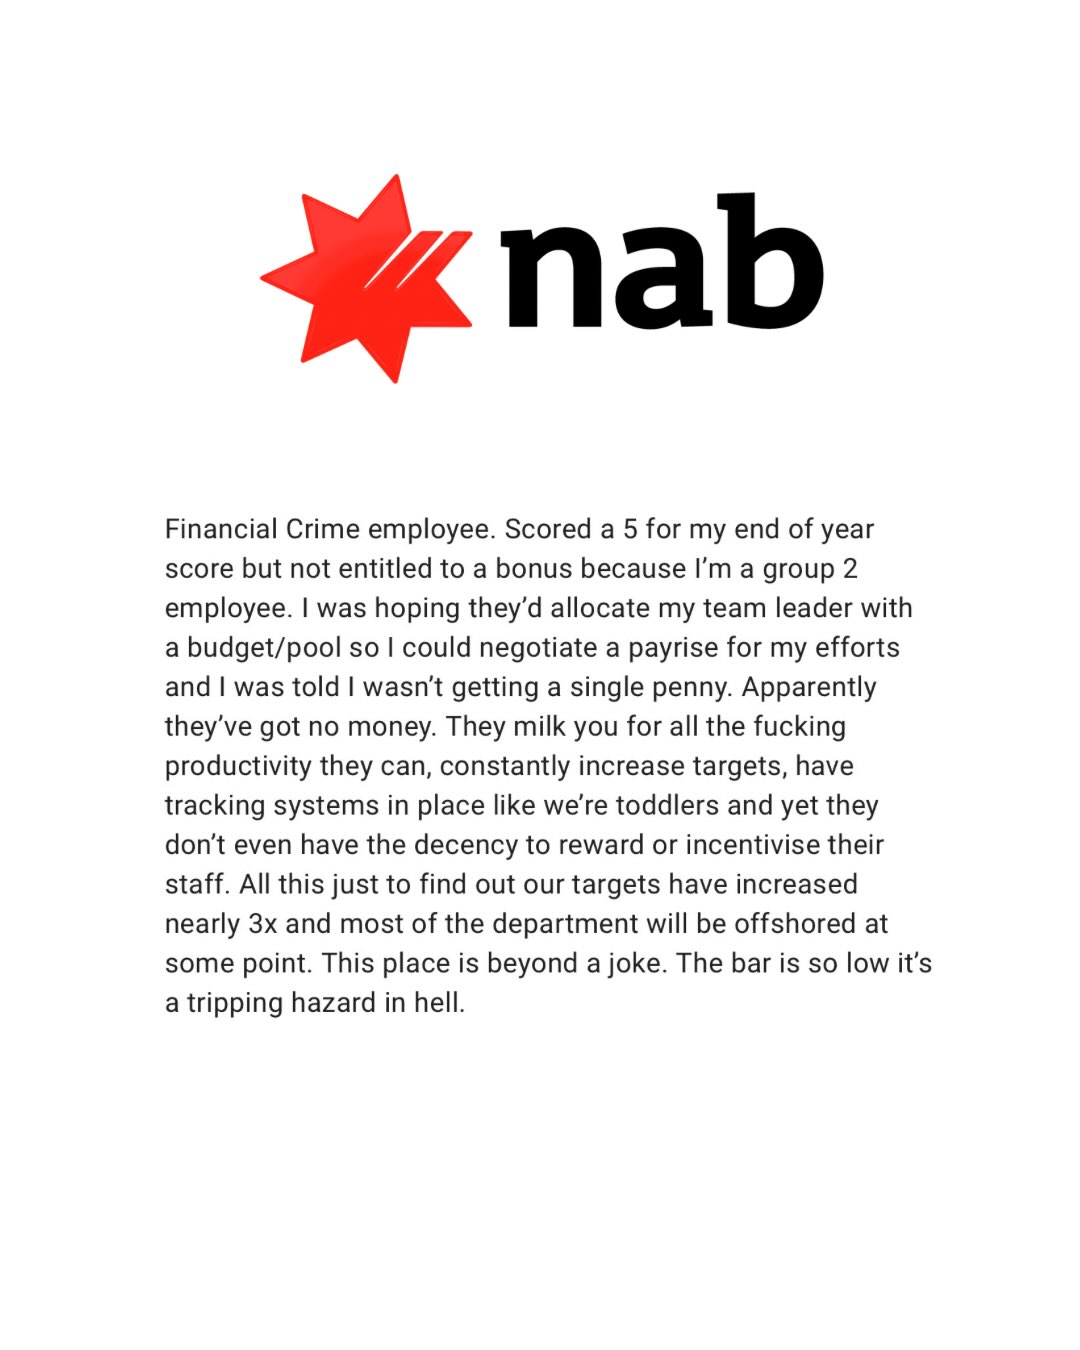 nab
Financial Crime employee. Scored a 5 for my end of year
score but not entitled to a bonus because I’m a group 2
employee. I was hoping they’d allocate my team leader with
a budget/pool so I could negotiate a payrise for my efforts
and I was told I wasn’t getting a single penny. Apparently
they’ve got no money. They milk you for all the fucking
productivity they can, constantly increase targets, have
tracking systems in place like we’re toddlers and yet they
don’t even have the decency to reward or incentivise their
staff. All this just to find out our targets have increased
nearly 3x and most of the department will be offshored at
some point. This place is beyond a joke. The bar is so low it’s
a tripping hazard in hell.